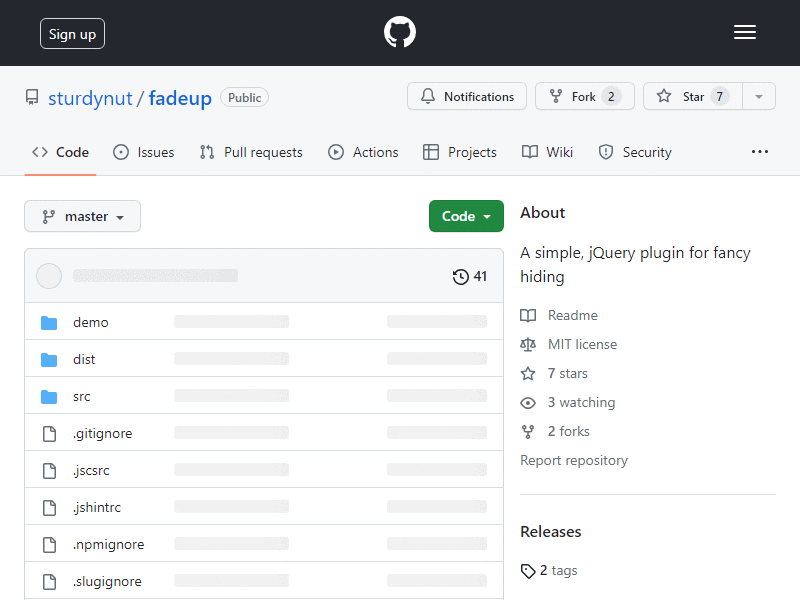 Sign up
sturdynut / fadeup Public
Notifications
Fork 2
Star 7
Code
Issues
Pull requests
Actions
Projects
Wiki
Security
master
Code
41
demo
dist
src
.gitignore
.jscsrc
.jshintrc
.npmignore
.slugignore
About
A simple, jQuery plugin for fancy
hiding
Readme
MIT license
7 stars
3 watching
2 forks
Report repository
Releases
2 tags